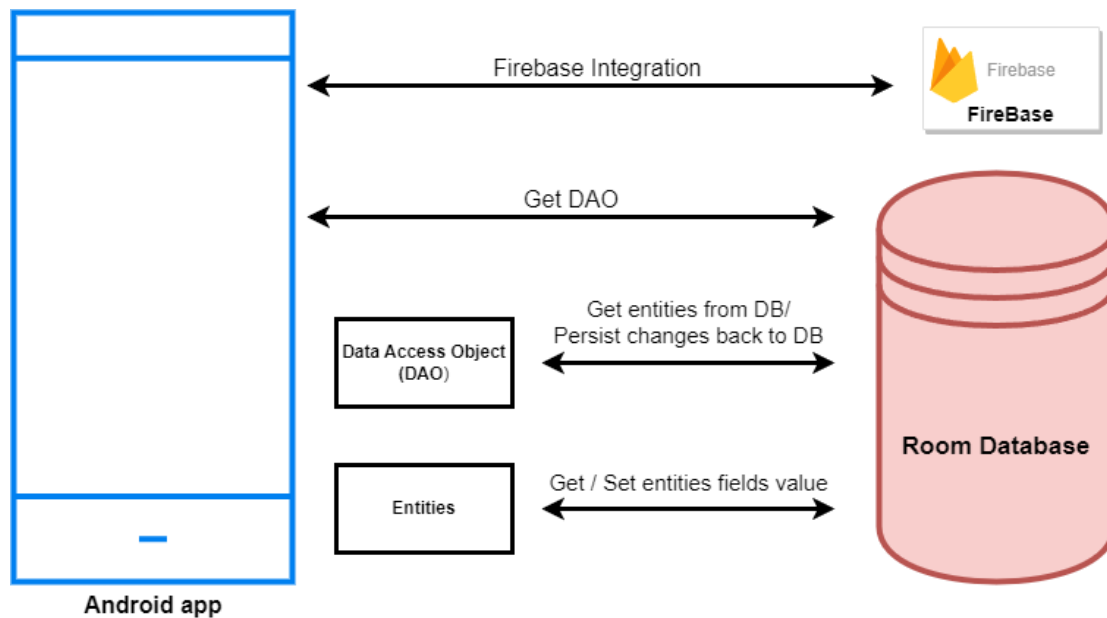 Firebase Integration
Firebase
FireBase
Get DAO
Get entities from DB/
Persist changes back to DB
Data Access Object
(DAO)
Room Database
Get / Set entities fields value
Entities
Android app